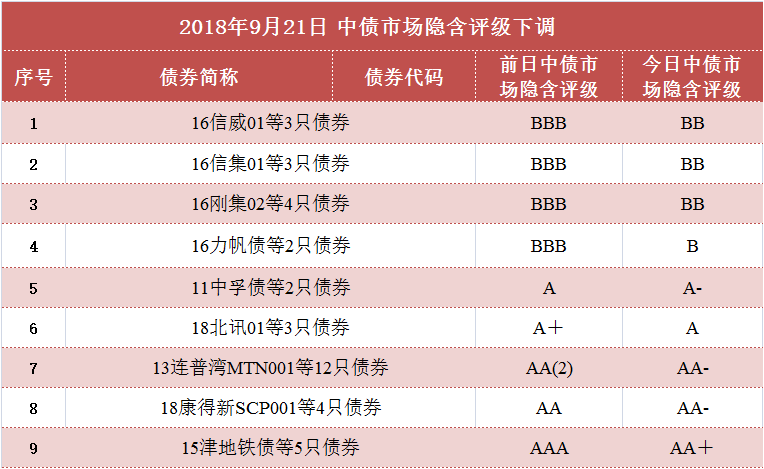 2018年9月21日 中债市场隐含评级下调
序号 债券简称 债券代码 前日中债市场隐含评级 今日中债市场隐含评级
1 16信威01等3只债券 BBB BB
2 16信集01等3只债券 BBB BB
3 16刚集02等4只债券 BBB BB
4 16力帆债等2只债券 BBB B
5 11中孚债等2只债券 A A-
6 18北讯01等3只债券 A＋ A
7 13连普湾MTN001等12只债券 AA(2) AA-
8 18康得新SCP001等4只债券 AA AA-
9 15津地铁债等5只债券 AAA AA＋